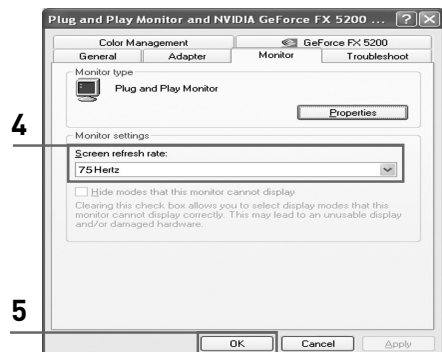 Plug and Play Monitor and NVIDIA GeForce FX 5200 ...
Color Management
GeForce FX 5200
General
Adapter
Monitor
Troubleshoot
Monitor type
Plug and Play Monitor
Properties
4
Monitor settings
Screen refresh rate:
75 Hertz
Hide modes that this monitor cannot display
Clearing this check box allows you to select display modes that this
monitor cannot display correctly. This may lead to an unusable display
and/or damaged hardware.
5
OK
Cancel
Apply